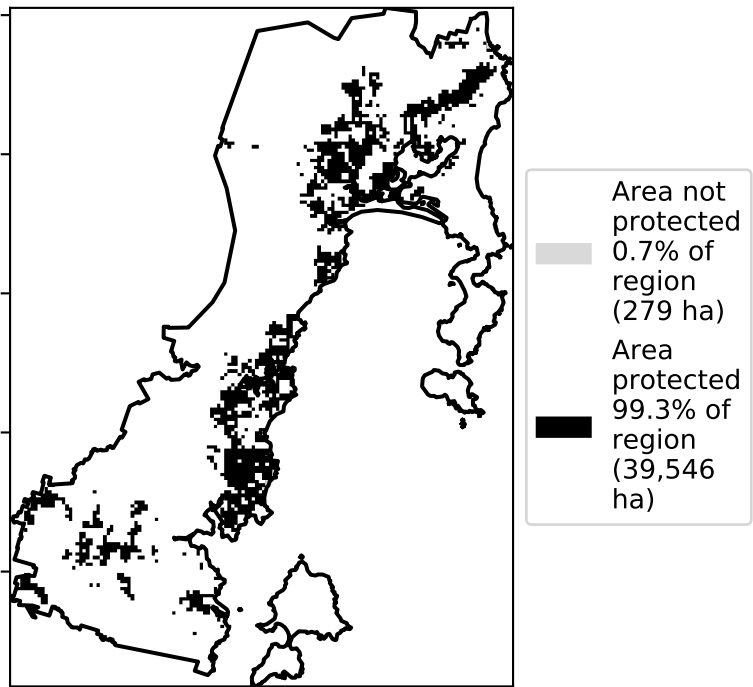 Area not
protected
0.7% of
region
(279 ha)
Area
protected
99.3% of
region
(39,546
ha)